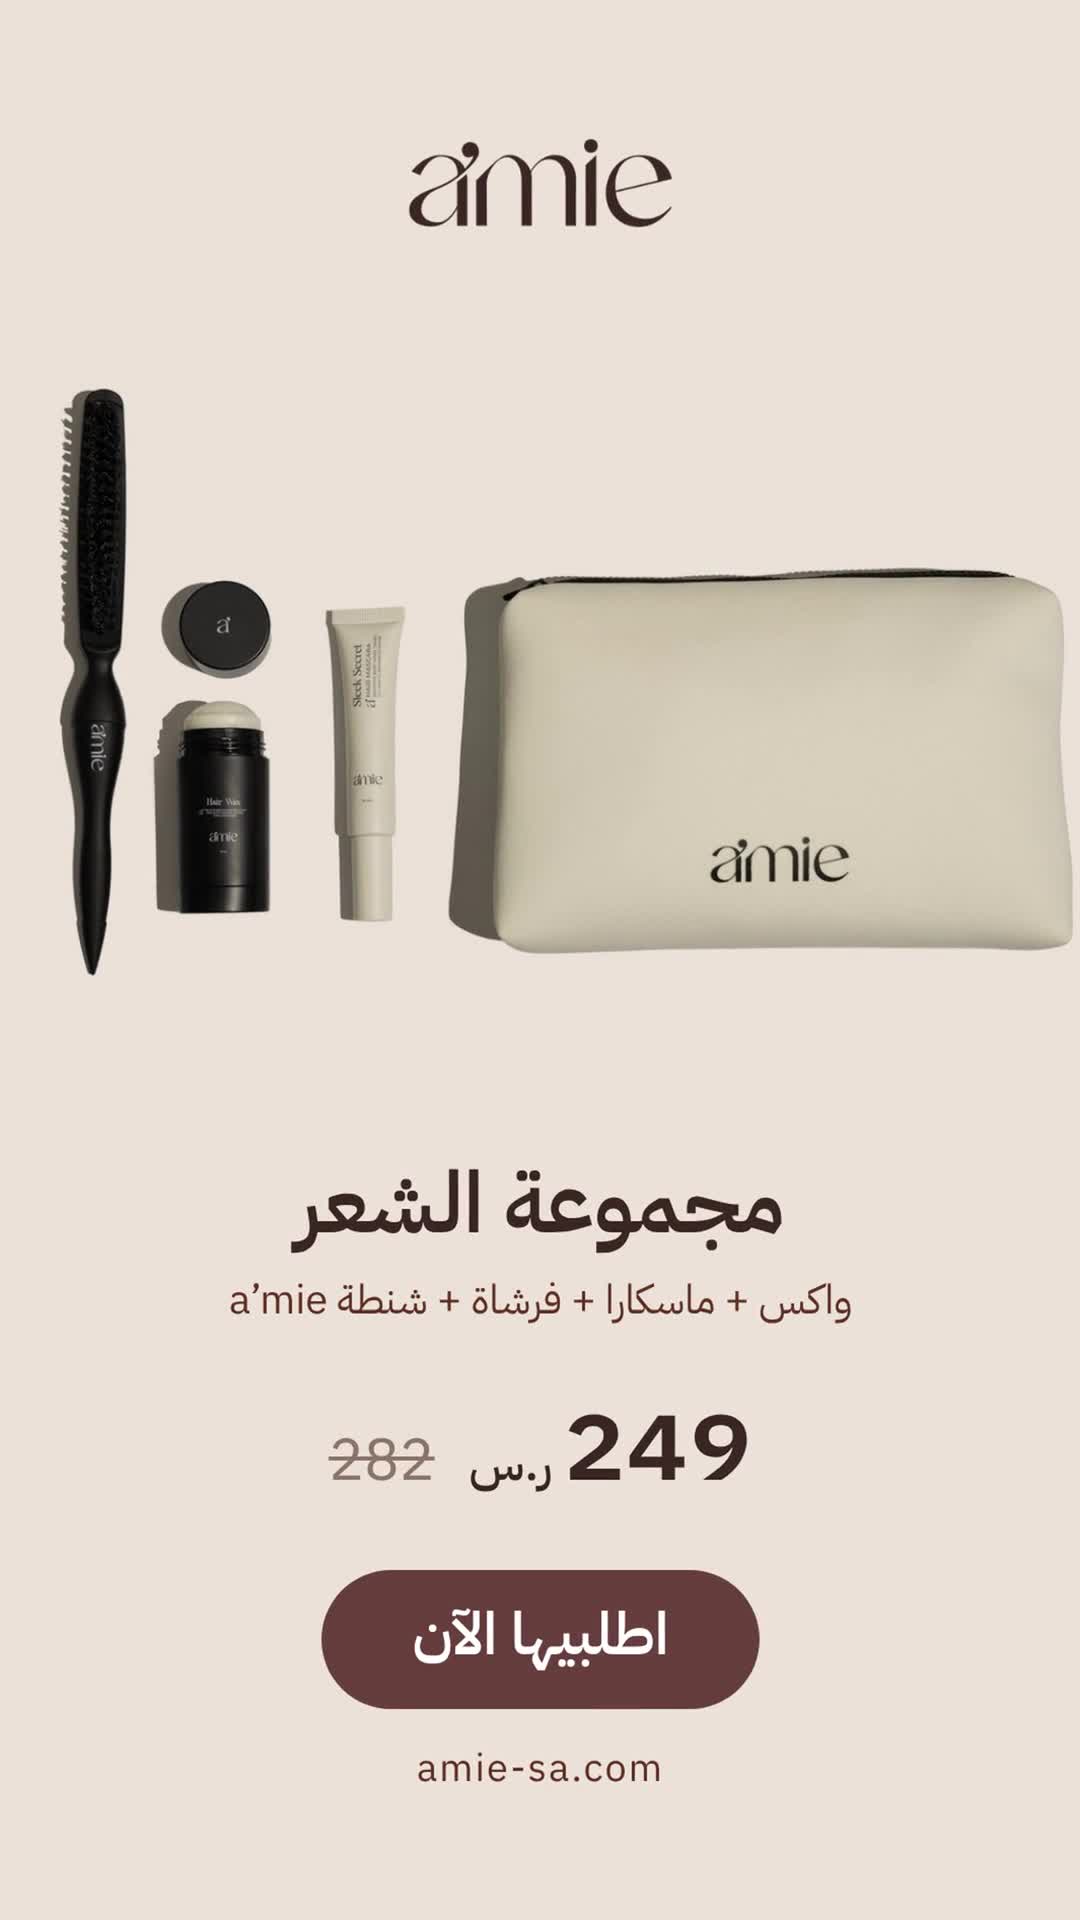 a'mie
a'
Sleek Secret
a' HAIR MASCARA
a'mie
a'mie
Hair Wax
a'mie
a'mie
مجموعة الشعر
واكس + ماسكارا + فرشاة + شنطة a’mie
249 ر.س 282
اطلبيها الآن
amie-sa.com